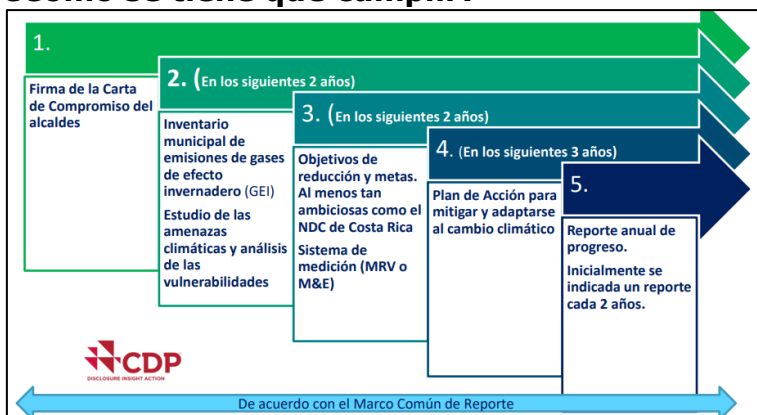 ¿Cómo se tiene que cumplir?
1.
Firma de la Carta
de Compromiso del
alcaldes
2. (En los siguientes 2 años)
Inventario
municipal de
emisiones de gases
de efecto
invernadero (GEI)
Estudio de las
amenazas
climáticas y análisis
de las
vulnerabilidades
3. (En los siguientes 2 años)
Objetivos de
reducción y metas.
Al menos tan
ambiciosas como el
NDC de Costa Rica
Sistema de
medición (MRV o
M&E)
4. (En los siguientes 3 años)
Plan de Acción para
mitigar y adaptarse
al cambio climático
5.
Reporte anual de
progreso.
Inicialmente se
indicada un reporte
cada 2 años.
CDP
DISCLOSURE INSIGHT ACTION
De acuerdo con el Marco Común de Reporte